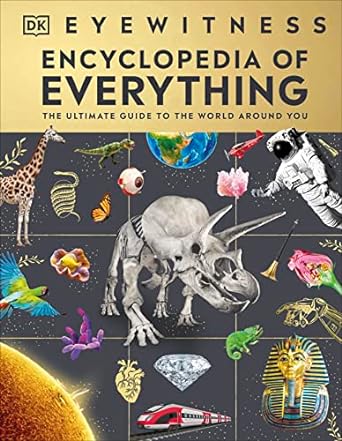 DK EYEWITNESS
ENCYCLOPEDIA OF
EVERYTHING
THE ULTIMATE GUIDE TO THE WORLD AROUND YOU